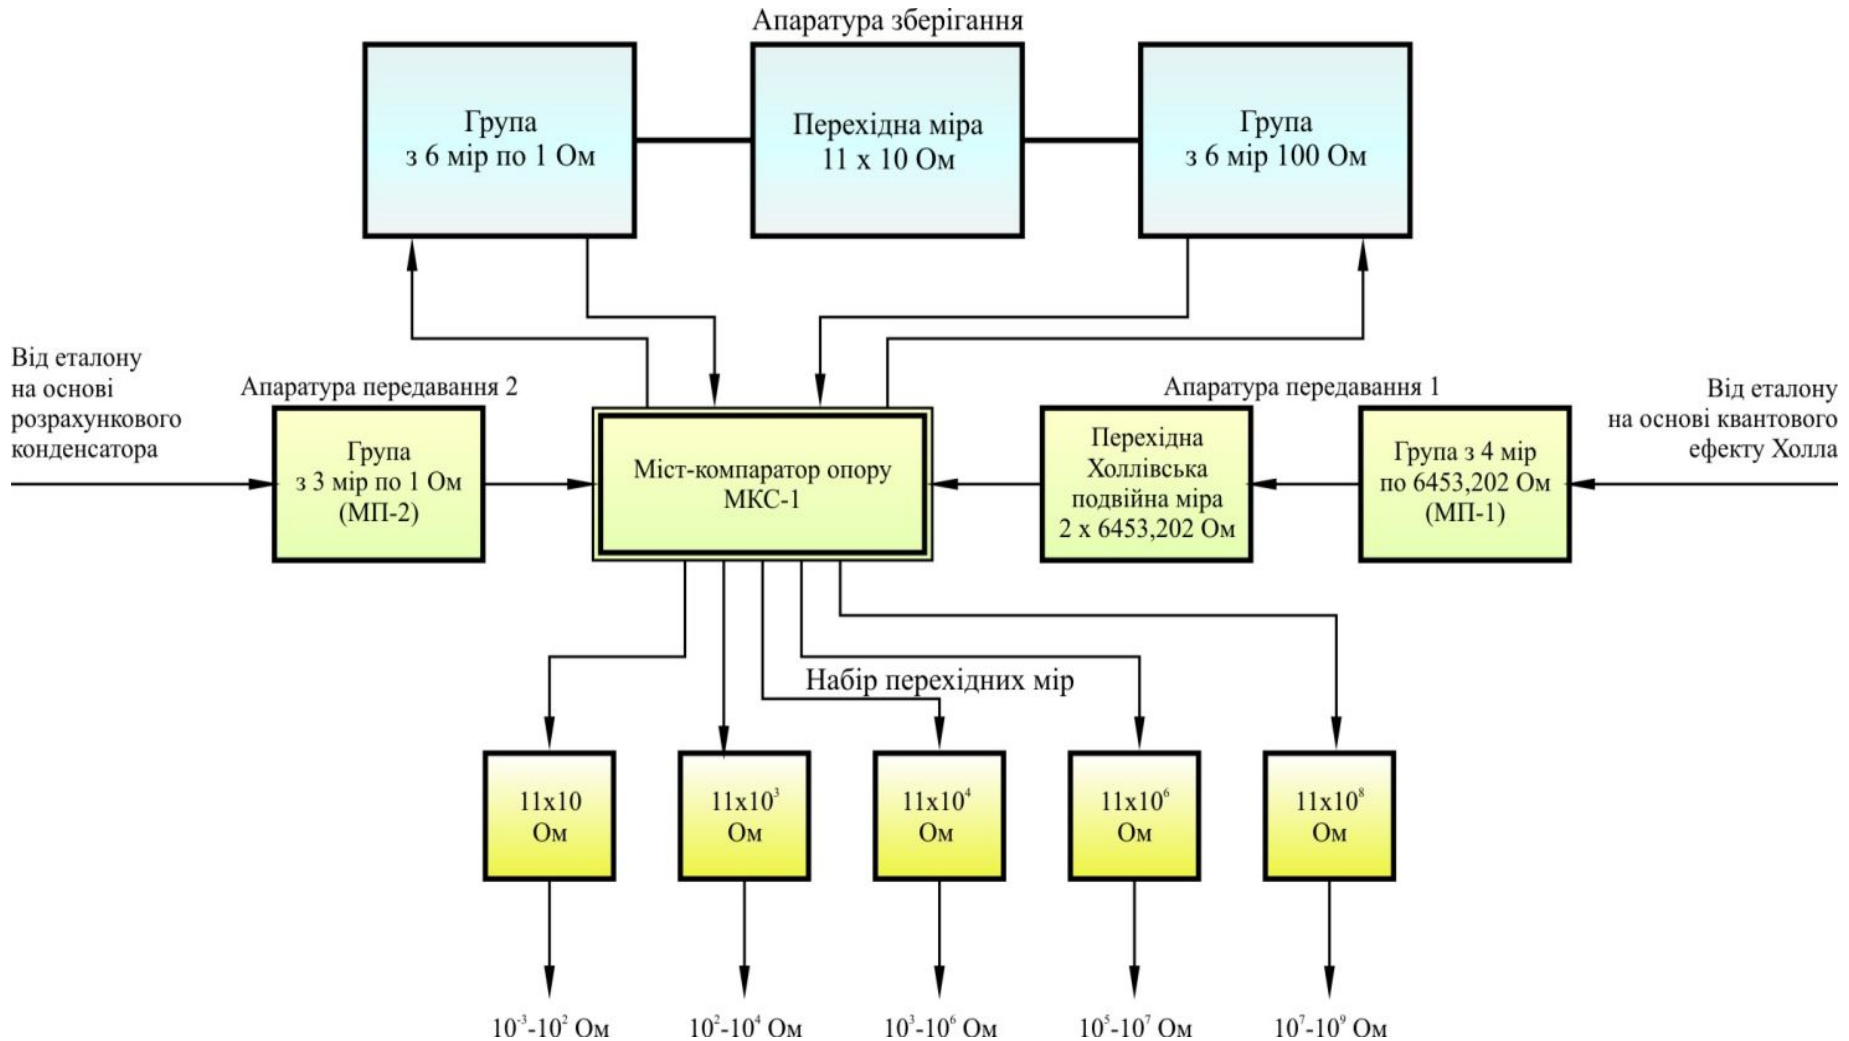 Апаратура зберігання
Група
з 6 мір по 1 Ом
Перехідна міра
11 х 10 Ом
Група
з 6 мір 100 Ом
Від еталону
на основі
розрахункового
конденсатора
Апаратура передавання 2
Група
з 3 мір по 1 Ом
(МП-2)
Міст-компаратор опору
МКС-1
Апаратура передавання 1
Перехідна
Холлівська
подвійна міра
2 х 6453,202 Ом
Група з 4 мір
по 6453,202 Ом
(МП-1)
Від еталону
на основі квантового
ефекту Холла
Набір перехідних мір
11х10
Ом
11х10³
Ом
11х10⁴
Ом
11х10⁶
Ом
11х10⁸
Ом
10⁻³-10² Ом
10²-10⁴ Ом
10³-10⁶ Ом
10⁵-10⁷ Ом
10⁷-10⁹ Ом